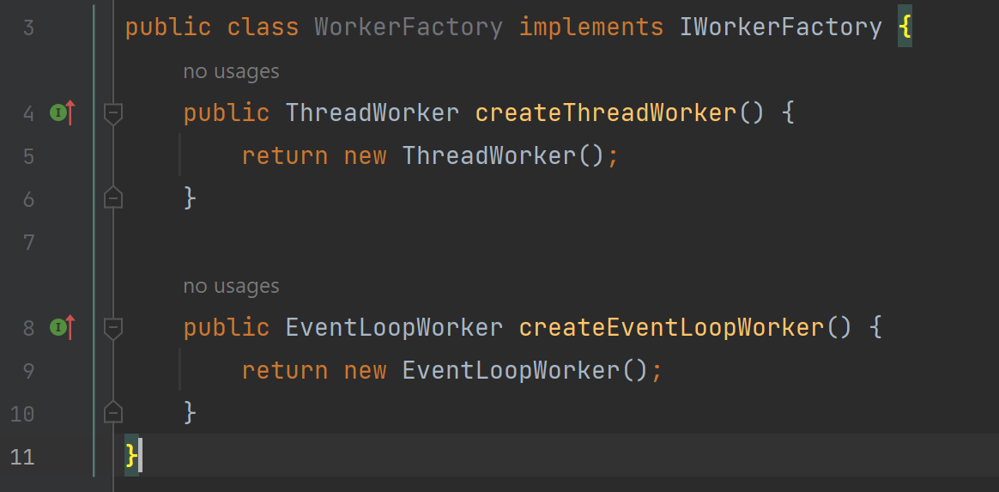 3 public class WorkerFactory implements IWorkerFactory {
no usages
4 I public ThreadWorker createThreadWorker() {
5 return new ThreadWorker();
6 }
7
no usages
8 I public EventLoopWorker createEventLoopWorker() {
9 return new EventLoopWorker();
10 }
11 }